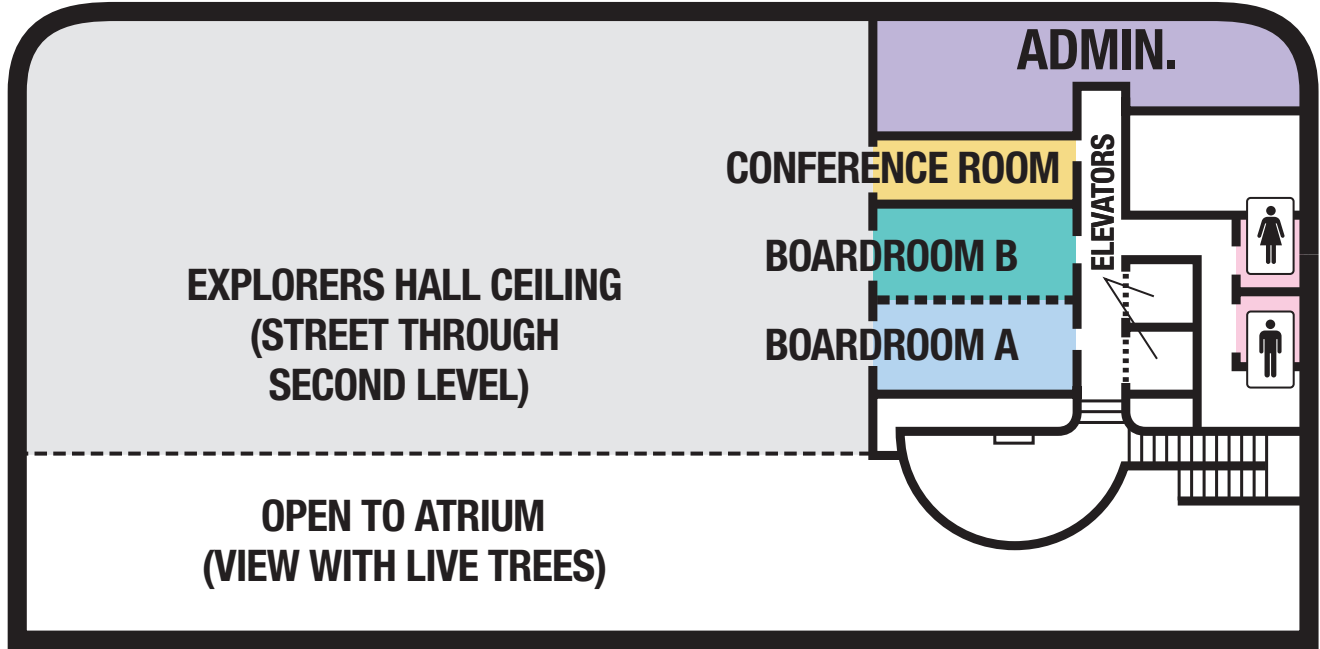 ADMIN.
CONFERENCE ROOM
ELEVATORS
BOARDROOM B
BOARDROOM A
EXPLORERS HALL CEILING
(STREET THROUGH
SECOND LEVEL)
OPEN TO ATRIUM
(VIEW WITH LIVE TREES)